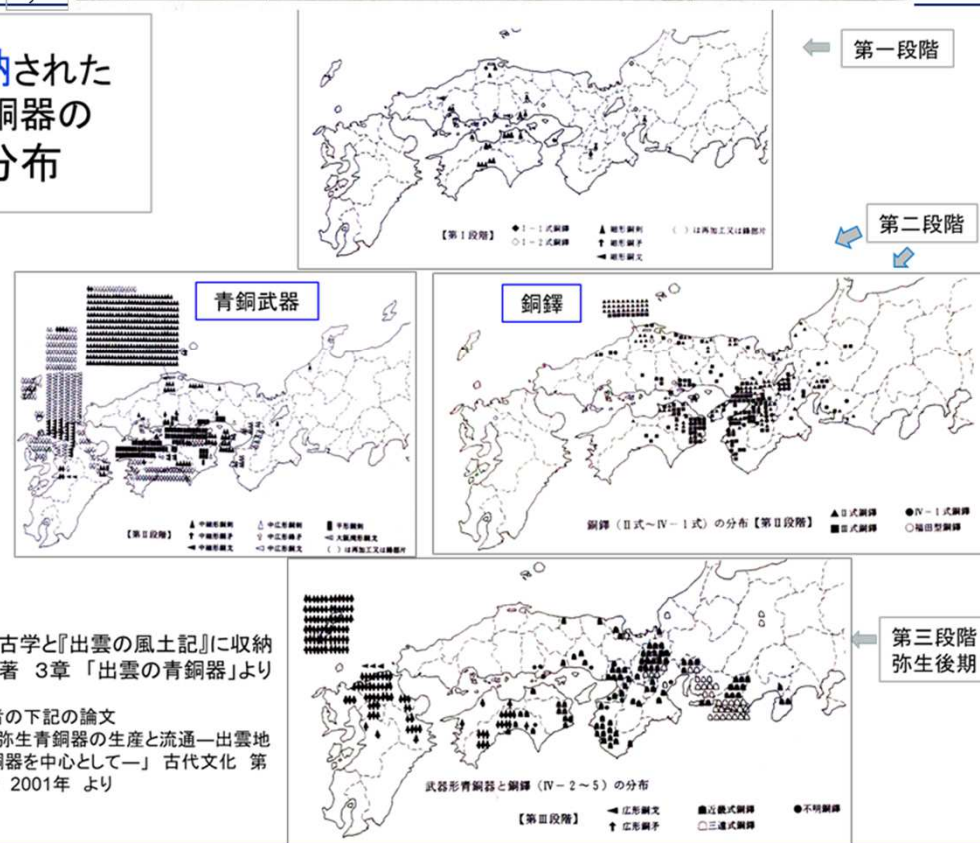 納された
銅器の
分布
第一段階
【第Ⅰ段階】
◆Ⅰ-1式銅鐸
○Ⅰ-2式銅鐸
細形銅剣
細形銅矛
細形銅戈
( )は再加工又は鋒部片
第二段階
青銅武器
【第Ⅱ段階】
中細形銅剣
中細形銅矛
中細形銅戈
中広形銅剣
中広形銅矛
中広形銅戈
平形銅剣
大阪湾形銅戈
( )は再加工又は鋒部片
銅鐸
銅鐸(Ⅱ式~Ⅳ-1式)の分布【第Ⅱ段階】
▲Ⅱ式銅鐸
■Ⅲ式銅鐸
●Ⅳ-1式銅鐸
○福田型銅鐸
第三段階
弥生後期
武器形青銅器と銅鐸(Ⅳ-2~5)の分布
【第Ⅲ段階】
広形銅戈
広形銅矛
近畿式銅鐸
三遠式銅鐸
●不明銅鐸
古学と『出雲の風土記』に収納
著 3章 「出雲の青銅器」より
の下記の論文
弥生青銅器の生産と流通―出雲地
銅器を中心として―」 古代文化 第
2001年 より